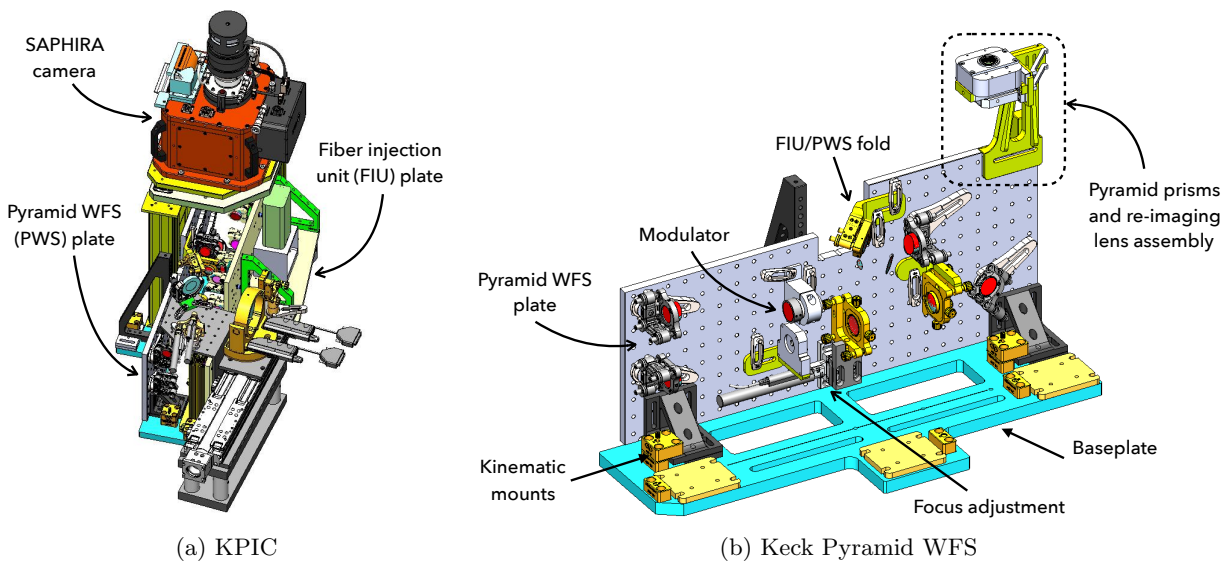 SAPHIRA
camera
Fiber injection
unit (FIU) plate
Pyramid WFS
(PWS) plate
(a) KPIC
FIU/PWS fold
Modulator
Pyramid WFS
plate
Pyramid prisms
and re-imaging
lens assembly
Kinematic
mounts
Baseplate
Focus adjustment
(b) Keck Pyramid WFS